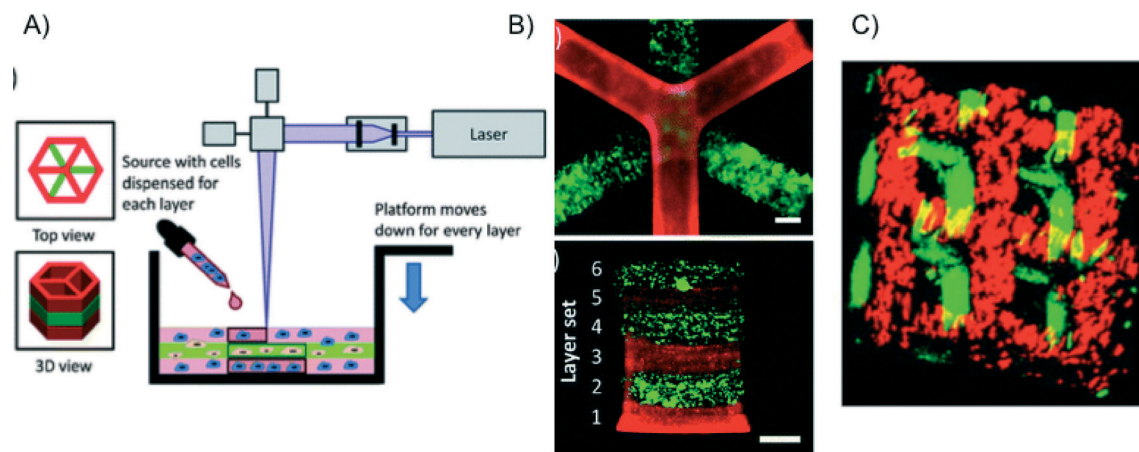 A)
B)
C)
)
Laser
Source with cells
dispensed for
each layer
Top view
Platform moves
down for every layer
3D view
)
)
Layer set
6
5
4
3
2
1